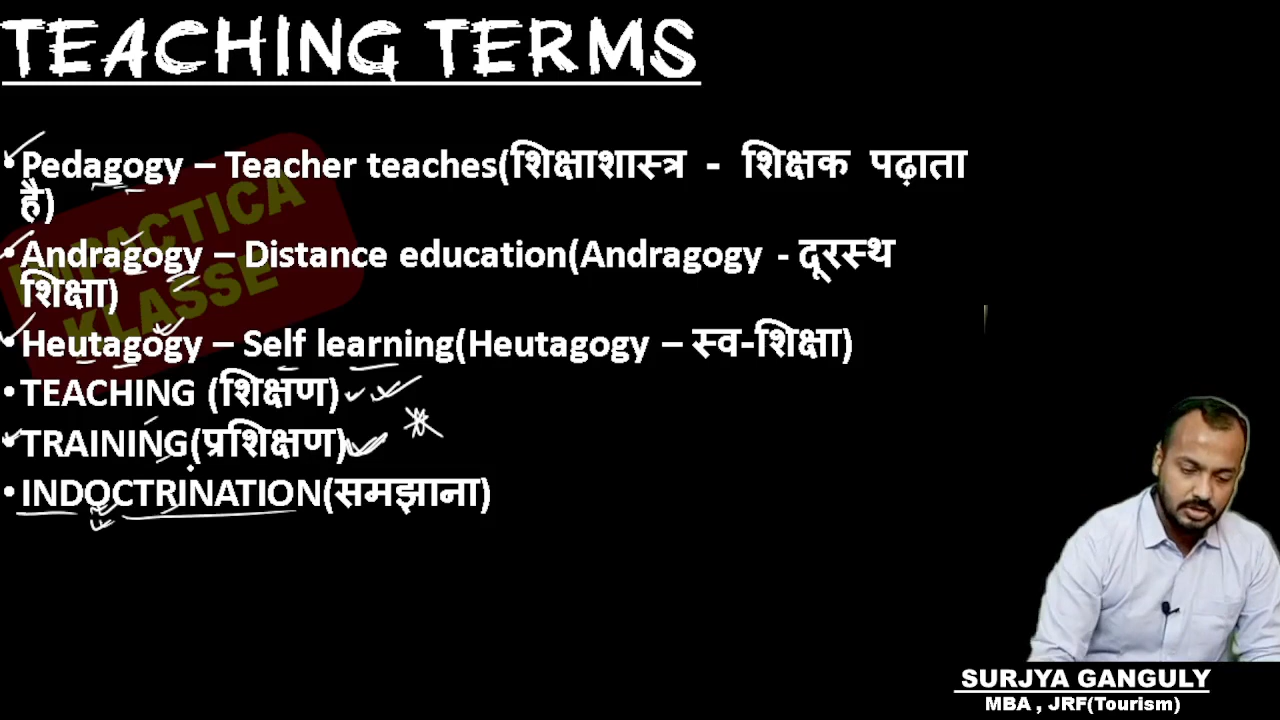 TEACHING TERMS
• Pedagogy – Teacher teaches(शिक्षाशास्त्र - शिक्षक पढ़ाता
है)
• Andragogy – Distance education(Andragogy - दूरस्थ
शिक्षा)
• Heutagogy – Self learning(Heutagogy – स्व-शिक्षा)
• TEACHING (शिक्षण)
• TRAINING(प्रशिक्षण)
• INDOCTRINATION(समझाना)
KLASSE
SURJYA GANGULY
MBA , JRF(Tourism)